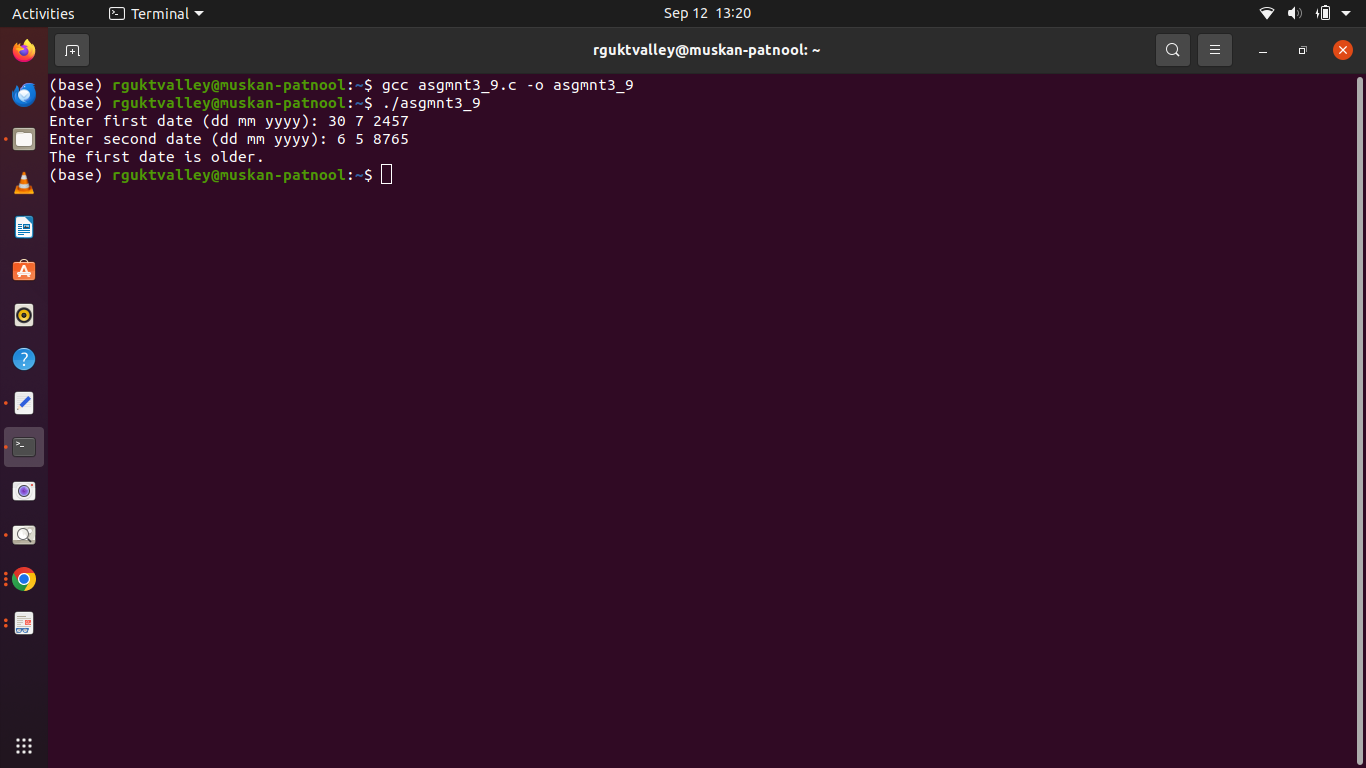 Activities
Terminal
Sep 12 13:20
rguktvalley@muskan-patnool: ~
(base) rguktvalley@muskan-patnool:~$ gcc asgmnt3_9.c -o asgmnt3_9
(base) rguktvalley@muskan-patnool:~$ ./asgmnt3_9
Enter first date (dd mm yyyy): 30 7 2457
Enter second date (dd mm yyyy): 6 5 8765
The first date is older.
(base) rguktvalley@muskan-patnool:~$